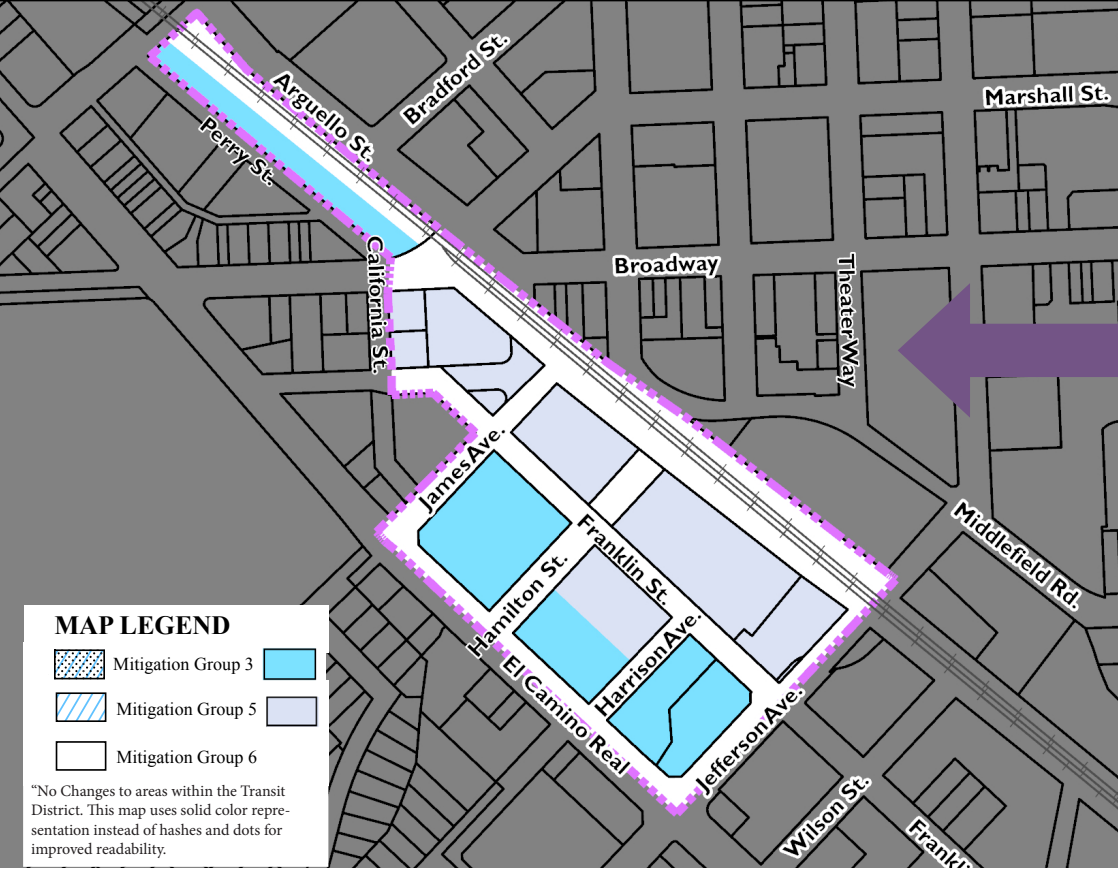 Bradford St.
Arguello St.
Marshall St.
Perry St.
California St.
Broadway
Theater Way
James Ave.
Franklin St.
Hamilton St.
Middlefield Rd.
Harrison Ave.
El Camino Real
Jefferson Ave.
Wilson St.
Frankli
MAP LEGEND
Mitigation Group 3
Mitigation Group 5
Mitigation Group 6
“No Changes to areas within the Transit
District. This map uses solid color repre-
sentation instead of hashes and dots for
improved readability.